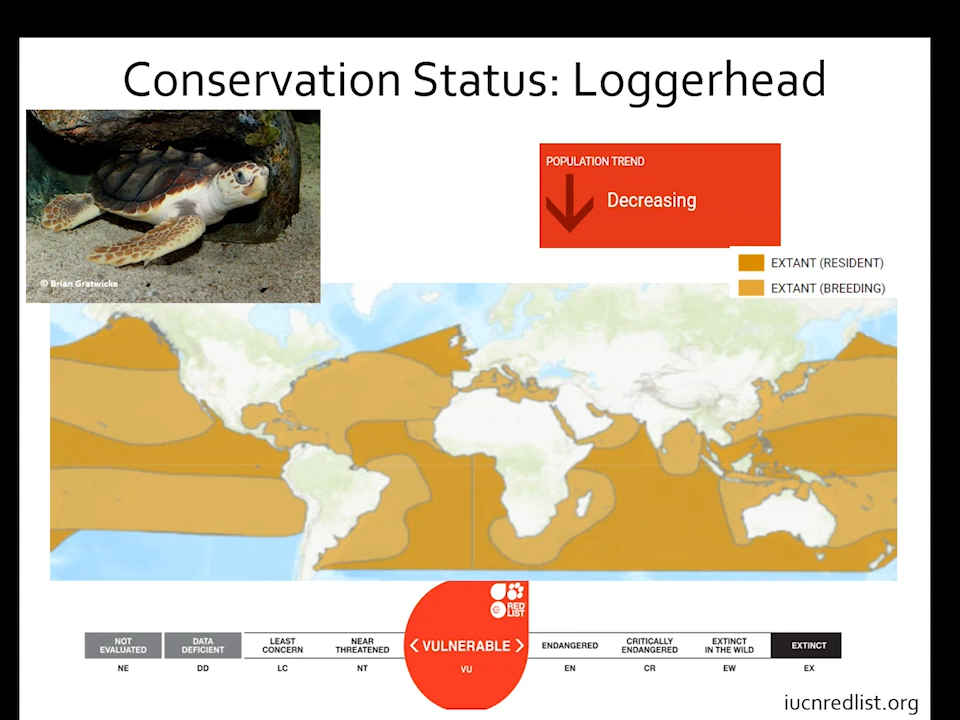 Conservation Status: Loggerhead
© Brian Gratwicke
POPULATION TREND
Decreasing
EXTANT (RESIDENT)
EXTANT (BREEDING)
RED
LIST
NOT
EVALUATED
DATA
DEFICIENT
LEAST
CONCERN
NEAR
THREATENED
< VULNERABLE >
ENDANGERED
CRITICALLY
ENDANGERED
EXTINCT
IN THE WILD
EXTINCT
NE
DD
LC
NT
VU
EN
CR
EW
EX
iucnredlist.org